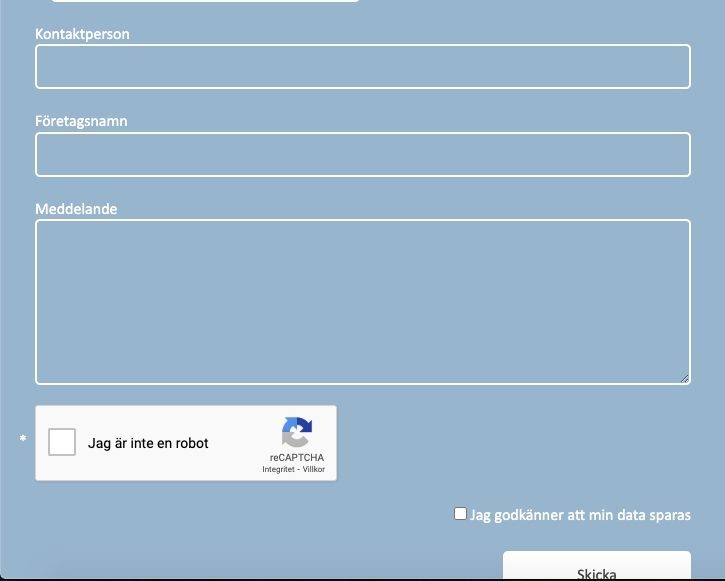 Kontaktperson
Företagsnamn
Meddelande
*
Jag är inte en robot
reCAPTCHA
Integritet - Villkor
Jag godkänner att min data sparas
Skicka